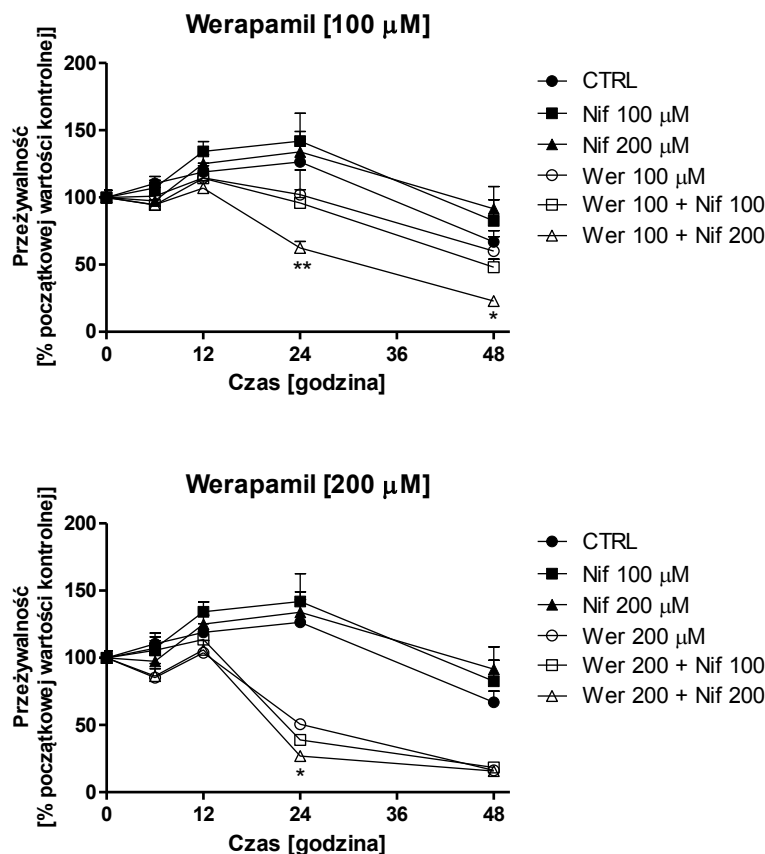 Werapamil [100 μM]
Przeżywalność
[% początkowej wartości kontrolnej]
200
150
100
50
0
0 12 24 36 48
Czas [godzina]
**
*
CTRL
Nif 100 μM
Nif 200 μM
Wer 100 μM
Wer 100 + Nif 100
Wer 100 + Nif 200
Werapamil [200 μM]
Przeżywalność
[% początkowej wartości kontrolnej]
200
150
100
50
0
0 12 24 36 48
Czas [godzina]
*
CTRL
Nif 100 μM
Nif 200 μM
Wer 200 μM
Wer 200 + Nif 100
Wer 200 + Nif 200